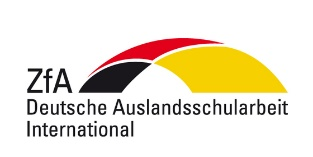 ZfA
Deutsche Auslandsschularbeit
International